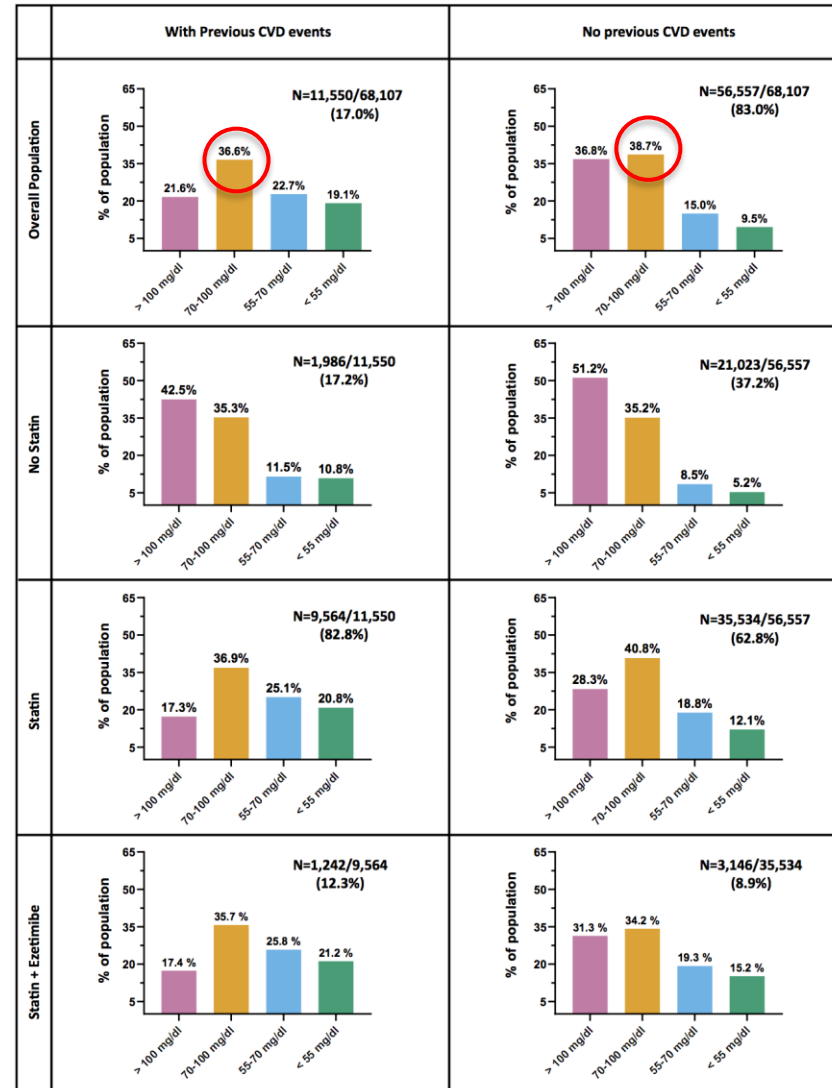 With Previous CVD events
No previous CVD events
Overall Population
% of population
65
50
35
20
5
N=11,550/68,107
(17.0%)
21.6%
36.6%
22.7%
19.1%
> 100 mg/dl
70-100 mg/dl
55-70 mg/dl
< 55 mg/dl
% of population
65
50
35
20
5
N=56,557/68,107
(83.0%)
36.8%
38.7%
15.0%
9.5%
> 100 mg/dl
70-100 mg/dl
55-70 mg/dl
< 55 mg/dl
No Statin
% of population
65
50
35
20
5
N=1,986/11,550
(17.2%)
42.5%
35.3%
11.5%
10.8%
> 100 mg/dl
70-100 mg/dl
55-70 mg/dl
< 55 mg/dl
% of population
65
50
35
20
5
N=21,023/56,557
(37.2%)
51.2%
35.2%
8.5%
5.2%
> 100 mg/dl
70-100 mg/dl
55-70 mg/dl
< 55 mg/dl
Statin
% of population
65
50
35
20
5
N=9,564/11,550
(82.8%)
17.3%
36.9%
25.1%
20.8%
> 100 mg/dl
70-100 mg/dl
55-70 mg/dl
< 55 mg/dl
% of population
65
50
35
20
5
N=35,534/56,557
(62.8%)
28.3%
40.8%
18.8%
12.1%
> 100 mg/dl
70-100 mg/dl
55-70 mg/dl
< 55 mg/dl
Statin + Ezetimibe
% of population
65
50
35
20
5
N=1,242/9,564
(12.3%)
17.4 %
35.7 %
25.8 %
21.2 %
> 100 mg/dl
70-100 mg/dl
55-70 mg/dl
< 55 mg/dl
% of population
65
50
35
20
5
N=3,146/35,534
(8.9%)
31.3 %
34.2 %
19.3 %
15.2 %
> 100 mg/dl
70-100 mg/dl
55-70 mg/dl
< 55 mg/dl